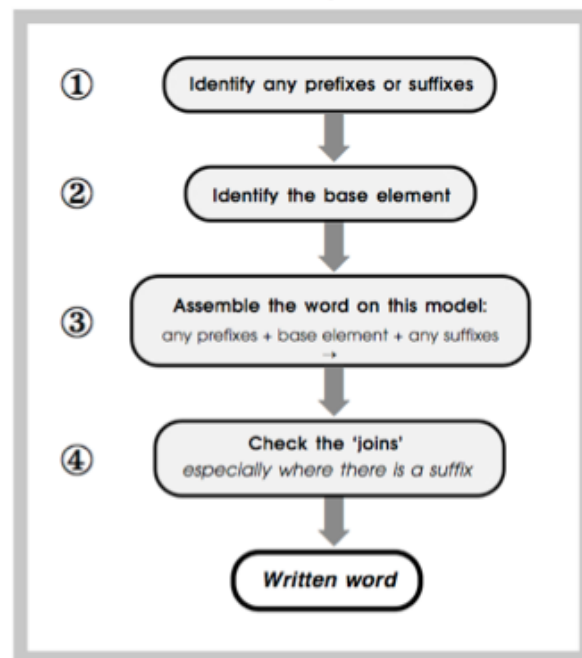 ① Identify any prefixes or suffixes
② Identify the base element
Assemble the word on this model:
③ any prefixes + base element + any suffixes
→
Check the ‘joins’
④ especially where there is a suffix
Written word